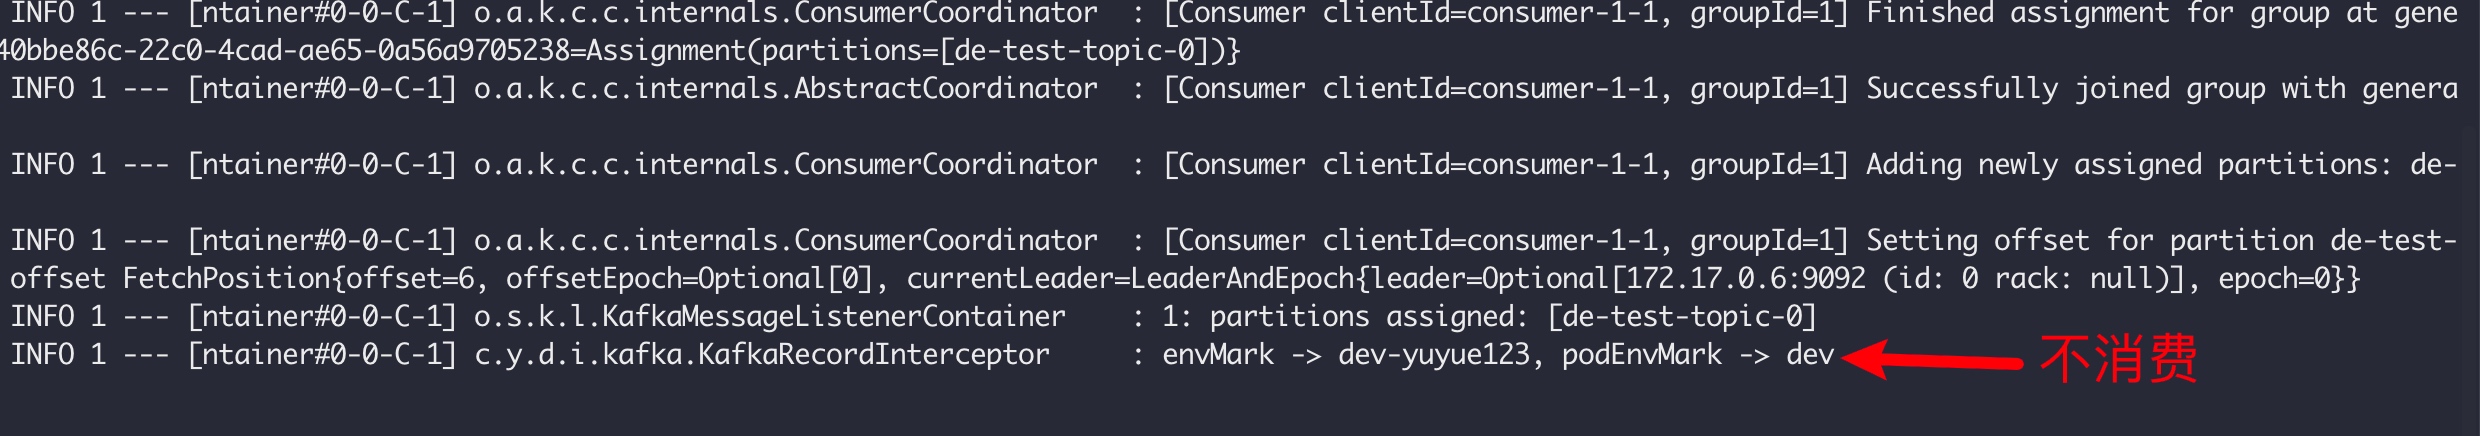 INFO 1 --- [ntainer#0-0-C-1] o.a.k.c.c.internals.ConsumerCoordinator  : [Consumer clientId=consumer-1-1, groupId=1] Finished assignment for group at gene
40bbe86c-22c0-4cad-ae65-0a56a9705238=Assignment(partitions=[de-test-topic-0])}
INFO 1 --- [ntainer#0-0-C-1] o.a.k.c.c.internals.AbstractCoordinator  : [Consumer clientId=consumer-1-1, groupId=1] Successfully joined group with genera
INFO 1 --- [ntainer#0-0-C-1] o.a.k.c.c.internals.ConsumerCoordinator  : [Consumer clientId=consumer-1-1, groupId=1] Adding newly assigned partitions: de-
INFO 1 --- [ntainer#0-0-C-1] o.a.k.c.c.internals.ConsumerCoordinator  : [Consumer clientId=consumer-1-1, groupId=1] Setting offset for partition de-test-
offset FetchPosition{offset=6, offsetEpoch=Optional[0], currentLeader=LeaderAndEpoch{leader=Optional[172.17.0.6:9092 (id: 0 rack: null)], epoch=0}}
INFO 1 --- [ntainer#0-0-C-1] o.s.k.l.KafkaMessageListenerContainer    : 1: partitions assigned: [de-test-topic-0]
INFO 1 --- [ntainer#0-0-C-1] c.y.d.i.kafka.KafkaRecordInterceptor     : envMark -> dev-yuyue123, podEnvMark -> dev 不消费